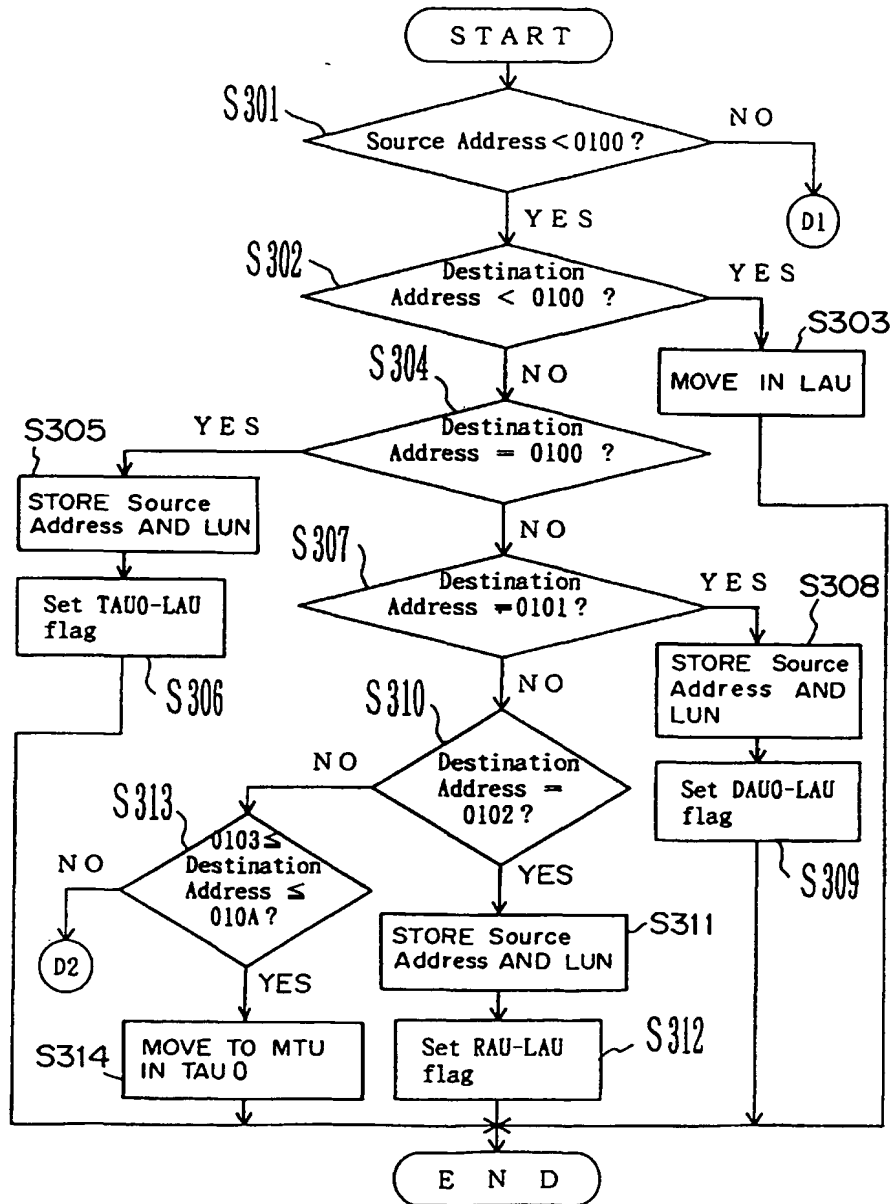 START
S301
Source Address<0100?
NO
D1
YES
S302
Destination
Address < 0100 ?
YES
S303
MOVE IN LAU
NO
S304
Destination
Address = 0100 ?
YES
S305
STORE Source
Address AND LUN
Set TAU0-LAU
flag
S306
NO
S307
Destination
Address =0101?
YES
S308
STORE Source
Address AND
LUN
Set DAU0-LAU
flag
S309
NO
S310
Destination
Address =
0102?
NO
S313
0103≦
Destination
Address ≦
010A?
NO
D2
YES
S314
MOVE TO MTU
IN TAU0
YES
S311
STORE Source
Address AND LUN
Set RAU-LAU
flag
S312
END